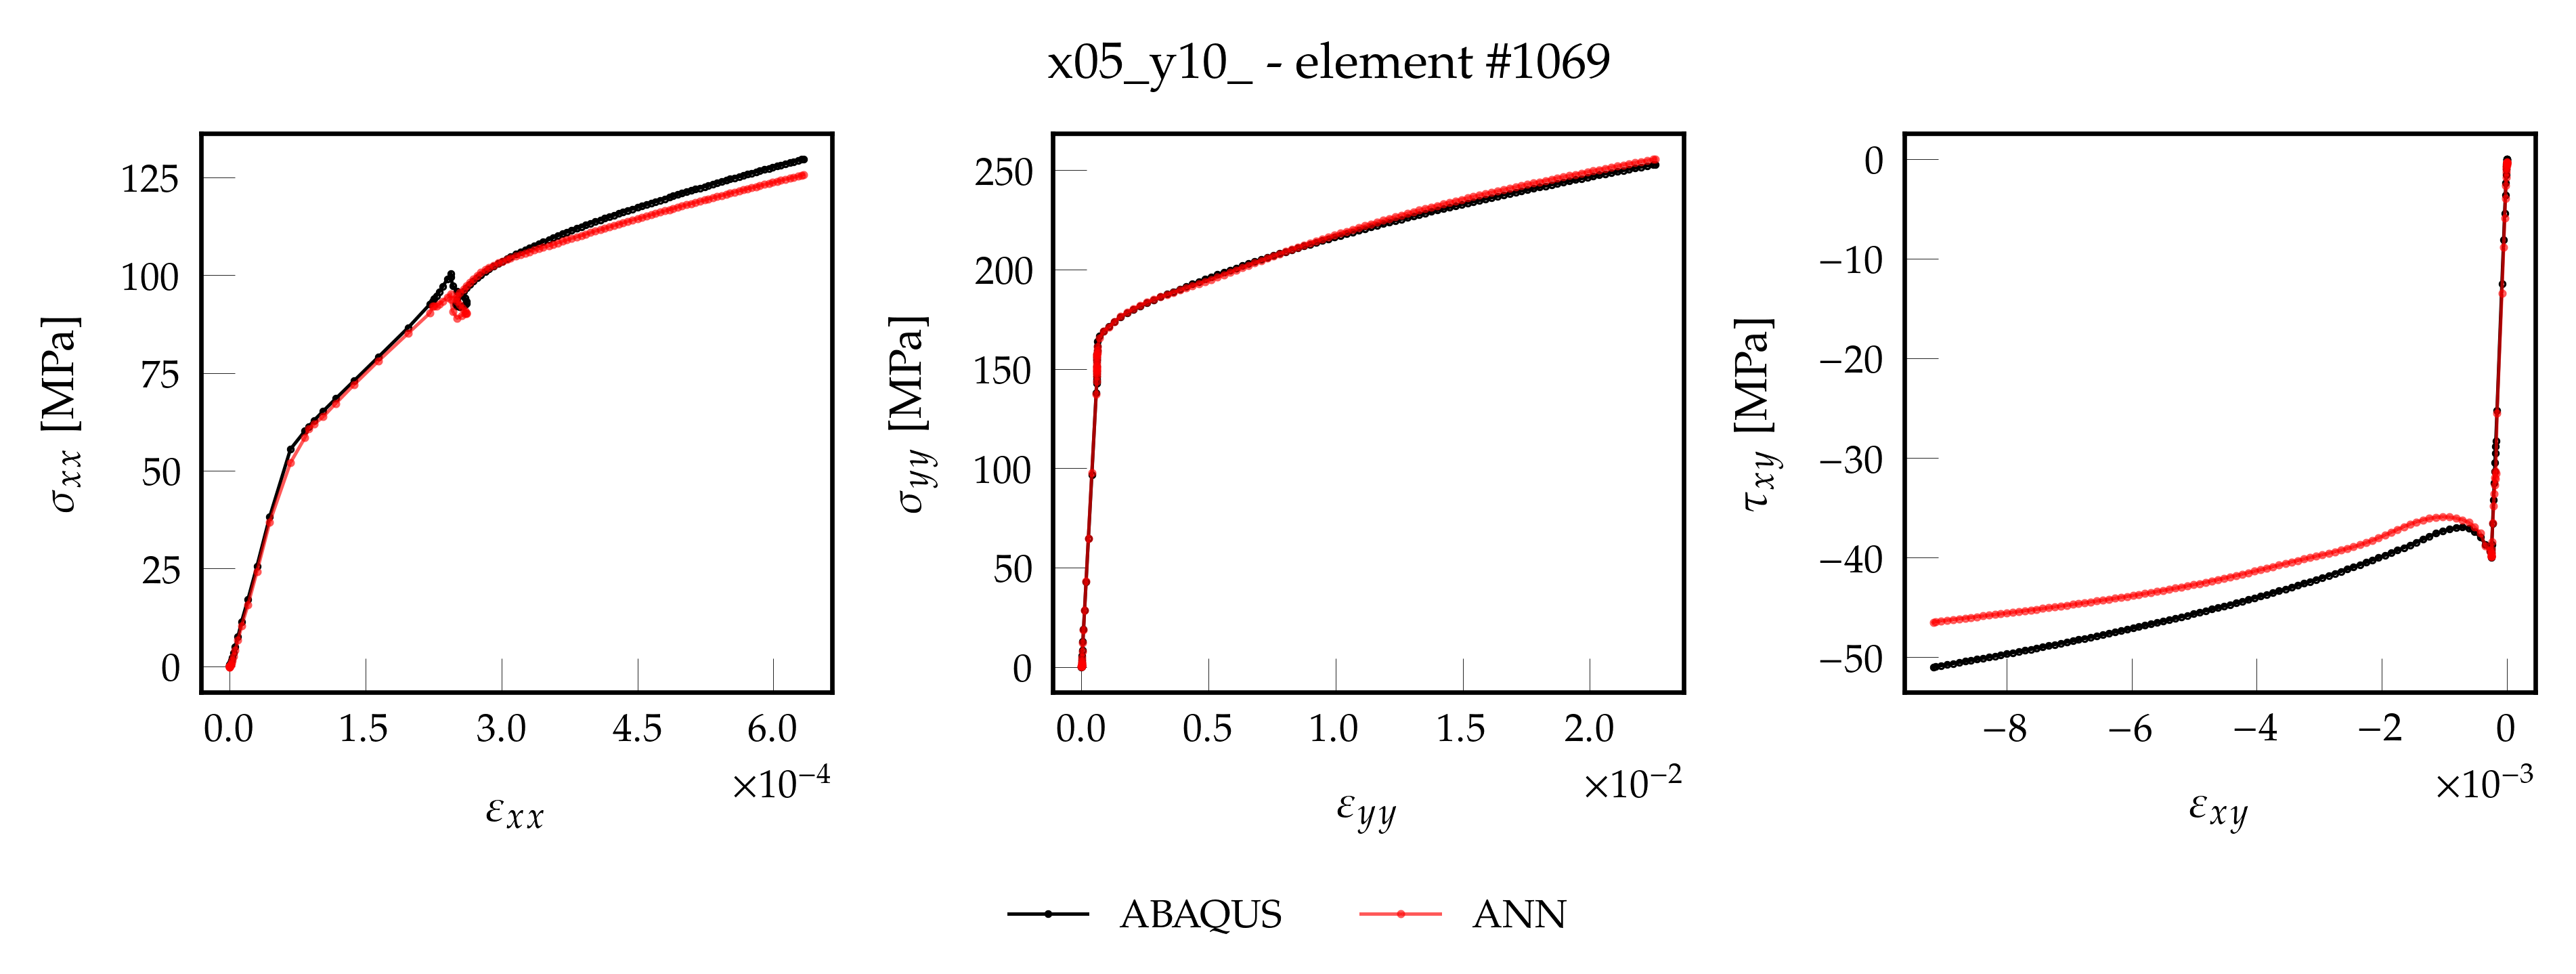 x05_y10_ - element #1069
σxx [MPa]
125
100
75
50
25
0
0.0 1.5 3.0 4.5 6.0
×10⁻⁴
εxx
σyy [MPa]
250
200
150
100
50
0
0.0 0.5 1.0 1.5 2.0
×10⁻²
εyy
τxy [MPa]
0
−10
−20
−30
−40
−50
−8 −6 −4 −2 0
×10⁻³
εxy
ABAQUS ANN